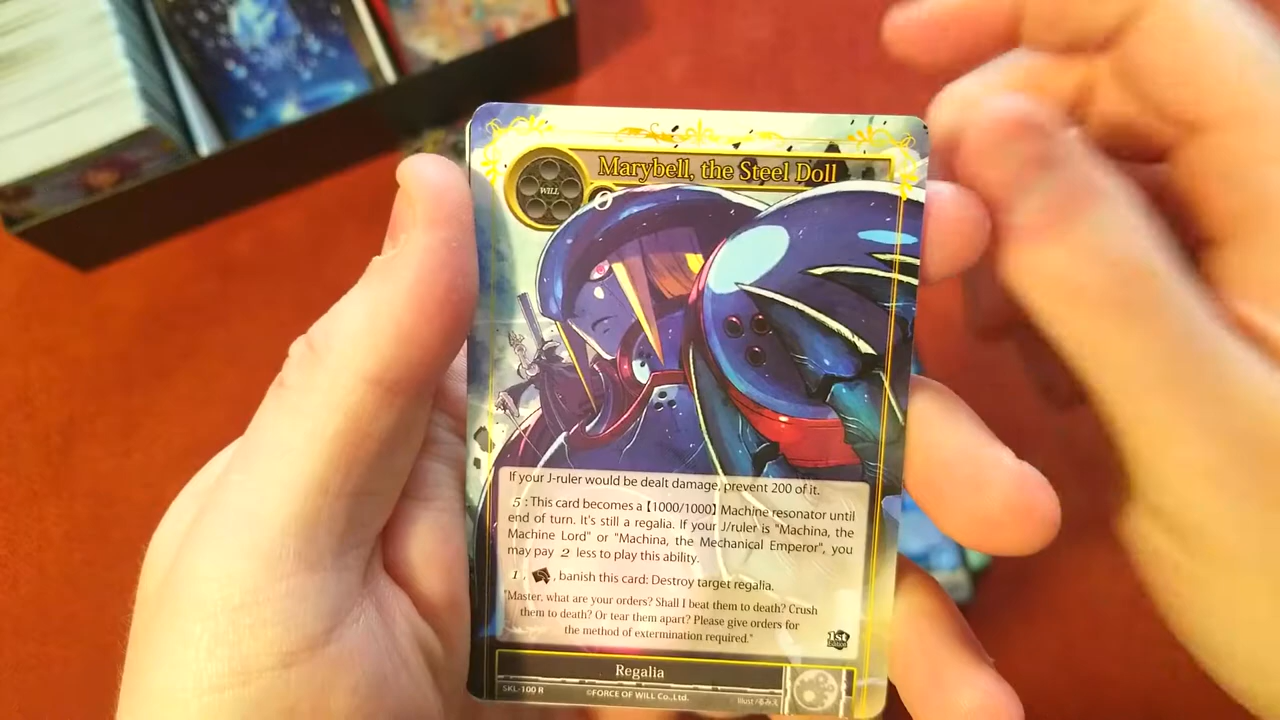 Marybell, the Steel Doll
WILL
If your J-ruler would be dealt damage, prevent 200 of it.
5 : This card becomes a 【1000/1000】 Machine resonator until
end of turn. It's still a regalia. If your J/ruler is "Machina, the
Machine Lord" or "Machina, the Mechanical Emperor", you
may pay 2 less to play this ability.
1 , , banish this card: Destroy target regalia.
"Master, what are your orders? Shall I beat them to death? Crush
them to death? Or tear them apart? Please give orders for
the method of extermination required."
1st
Edition
Regalia
SKL-100 R ©FORCE OF WILL Co.,Ltd. Illust /